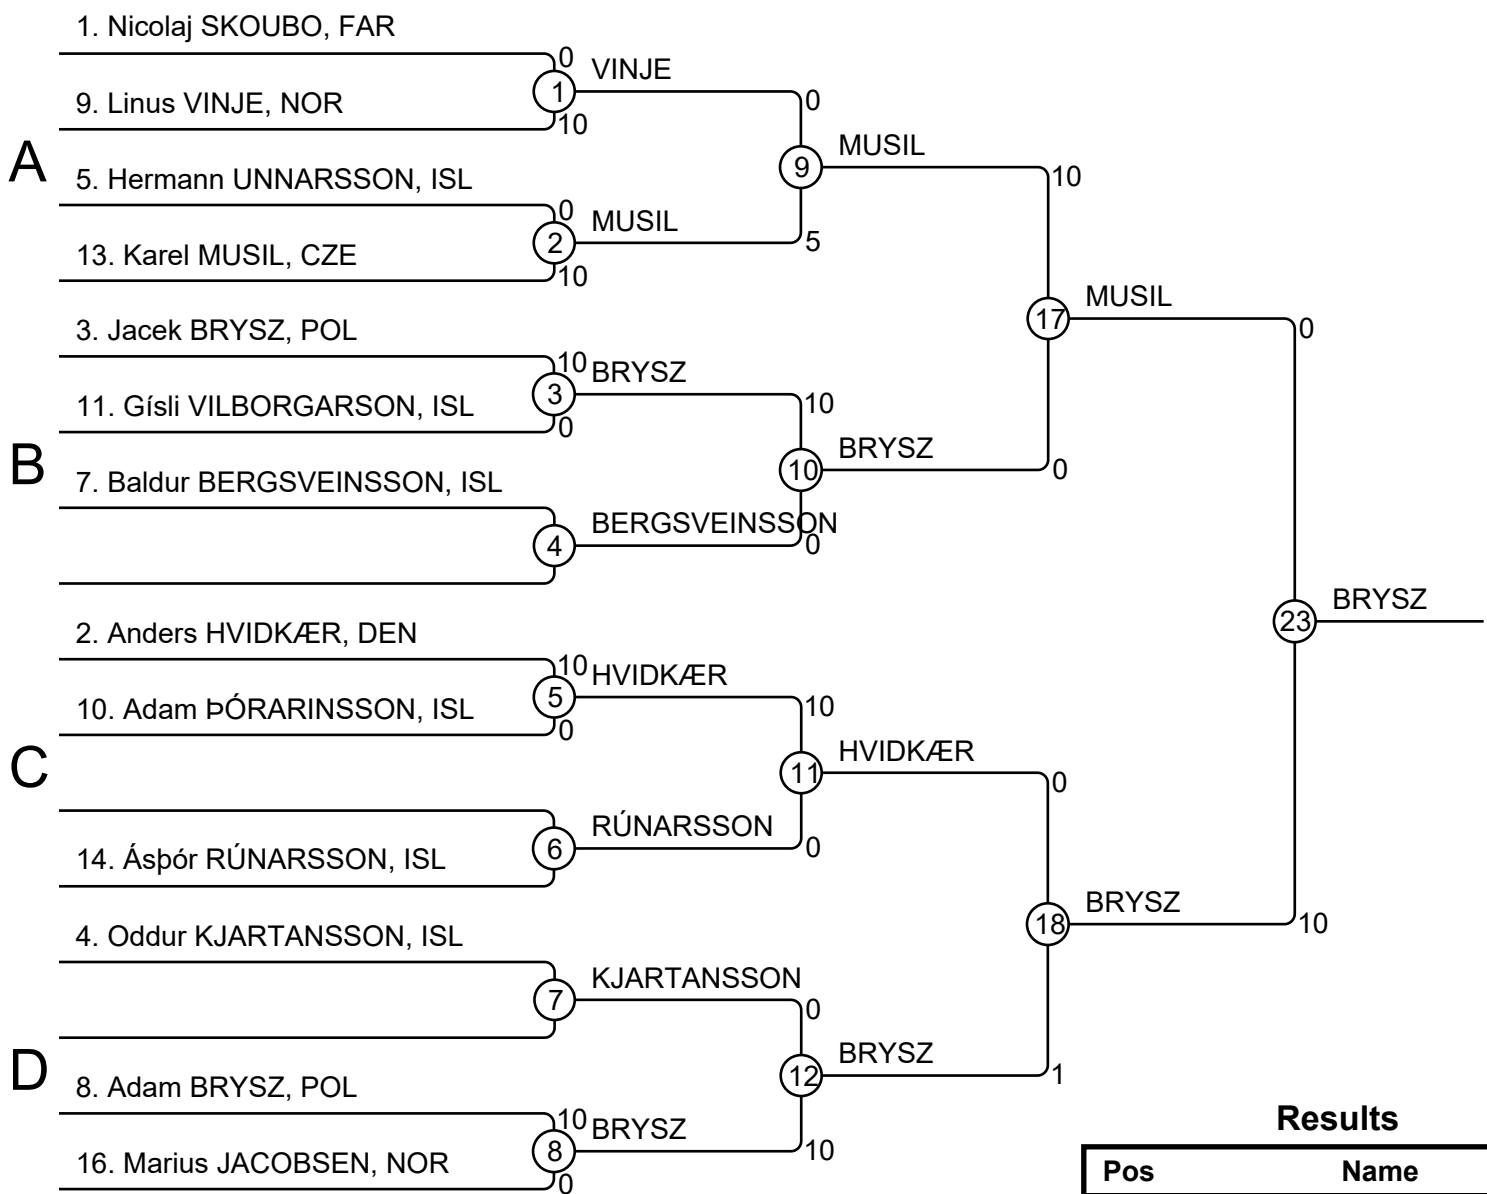 1. Nicolaj SKOUBO, FAR
0
VINJE
1
0
9. Linus VINJE, NOR
10
MUSIL
A
9
10
5. Hermann UNNARSSON, ISL
0
MUSIL
2
5
13. Karel MUSIL, CZE
10
MUSIL
17
0
3. Jacek BRYSZ, POL
10
BRYSZ
3
10
11. Gísli VILBORGARSON, ISL
0
BRYSZ
B
10
0
7. Baldur BERGSVEINSSON, ISL
BERGSVEINSSON
4
0
BRYSZ
23
2. Anders HVIDKÆR, DEN
10
HVIDKÆR
5
10
10. Adam ÞÓRARINSSON, ISL
0
HVIDKÆR
C
11
0
RÚNARSSON
6
0
14. Ásþór RÚNARSSON, ISL
BRYSZ
18
10
4. Oddur KJARTANSSON, ISL
KJARTANSSON
7
0
BRYSZ
D
12
1
8. Adam BRYSZ, POL
10
BRYSZ
8
10
16. Marius JACOBSEN, NOR
0
Results
Pos Name